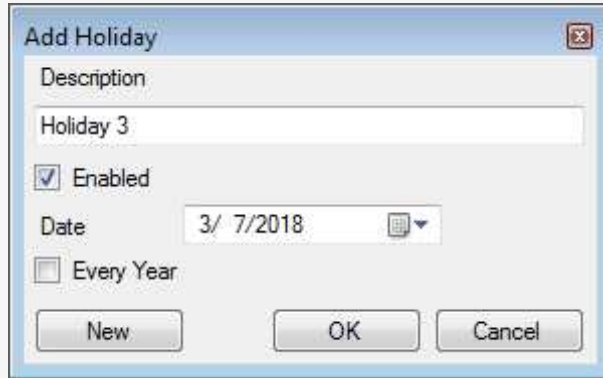 Add Holiday
Description
Holiday 3
Enabled
Date 3/ 7/2018
Every Year
New OK Cancel